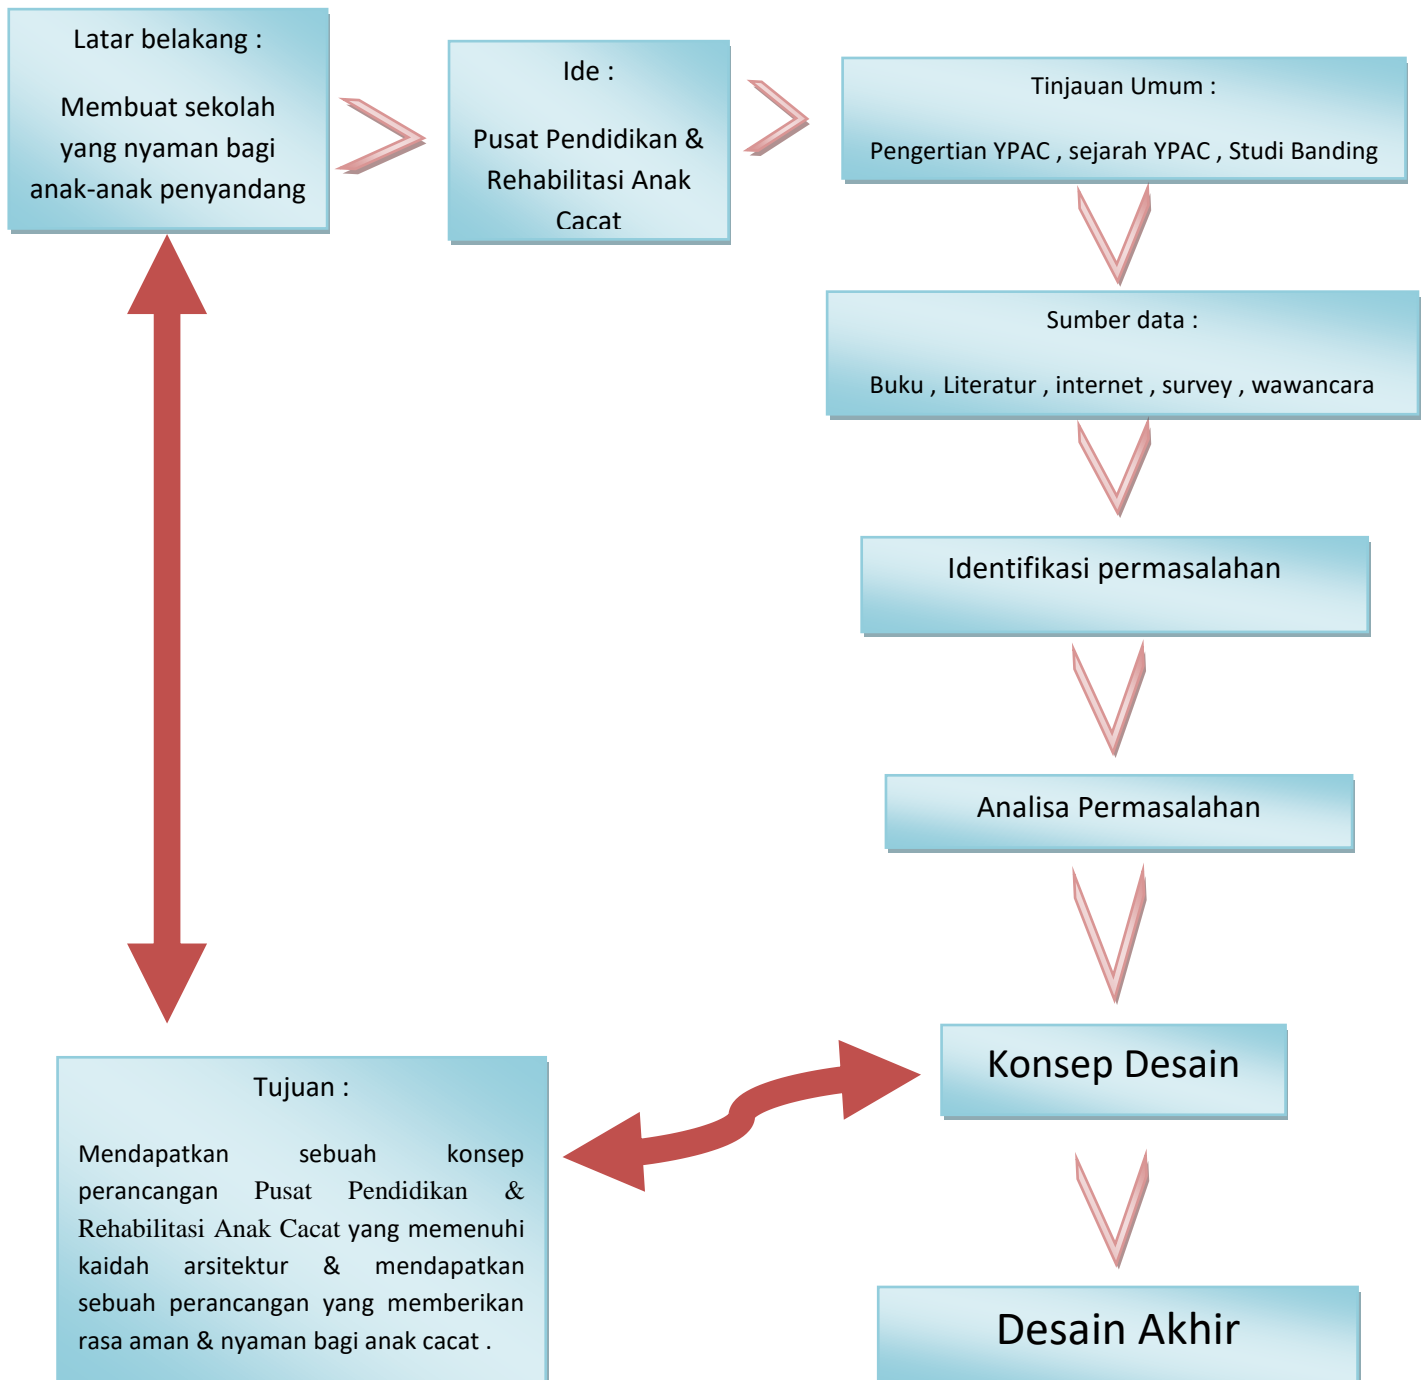 Latar belakang :
Membuat sekolah
yang nyaman bagi
anak-anak penyandang
Ide :
Pusat Pendidikan &
Rehabilitasi Anak
Cacat
Tinjauan Umum :
Pengertian YPAC , sejarah YPAC , Studi Banding
Sumber data :
Buku , Literatur , internet , survey , wawancara
Identifikasi permasalahan
Analisa Permasalahan
Konsep Desain
Tujuan :
Mendapatkan sebuah konsep
perancangan Pusat Pendidikan &
Rehabilitasi Anak Cacat yang memenuhi
kaidah arsitektur & mendapatkan
sebuah perancangan yang memberikan
rasa aman & nyaman bagi anak cacat .
Desain Akhir